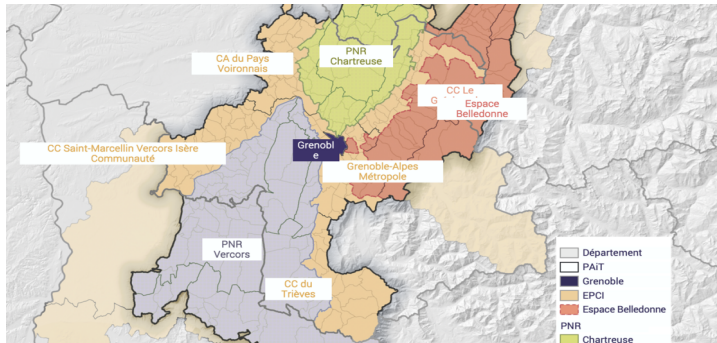 CA du Pays
Voironnais
PNR
Chartreuse
CC Le
Espace
Belledonne
CC Saint-Marcellin Vercors Isère
Communauté
Grenobl
e
Grenoble-Alpes
Métropole
PNR
Vercors
CC du
Trièves
Département
PAiT
Grenoble
EPCI
Espace Belledonne
PNR
Chartreuse